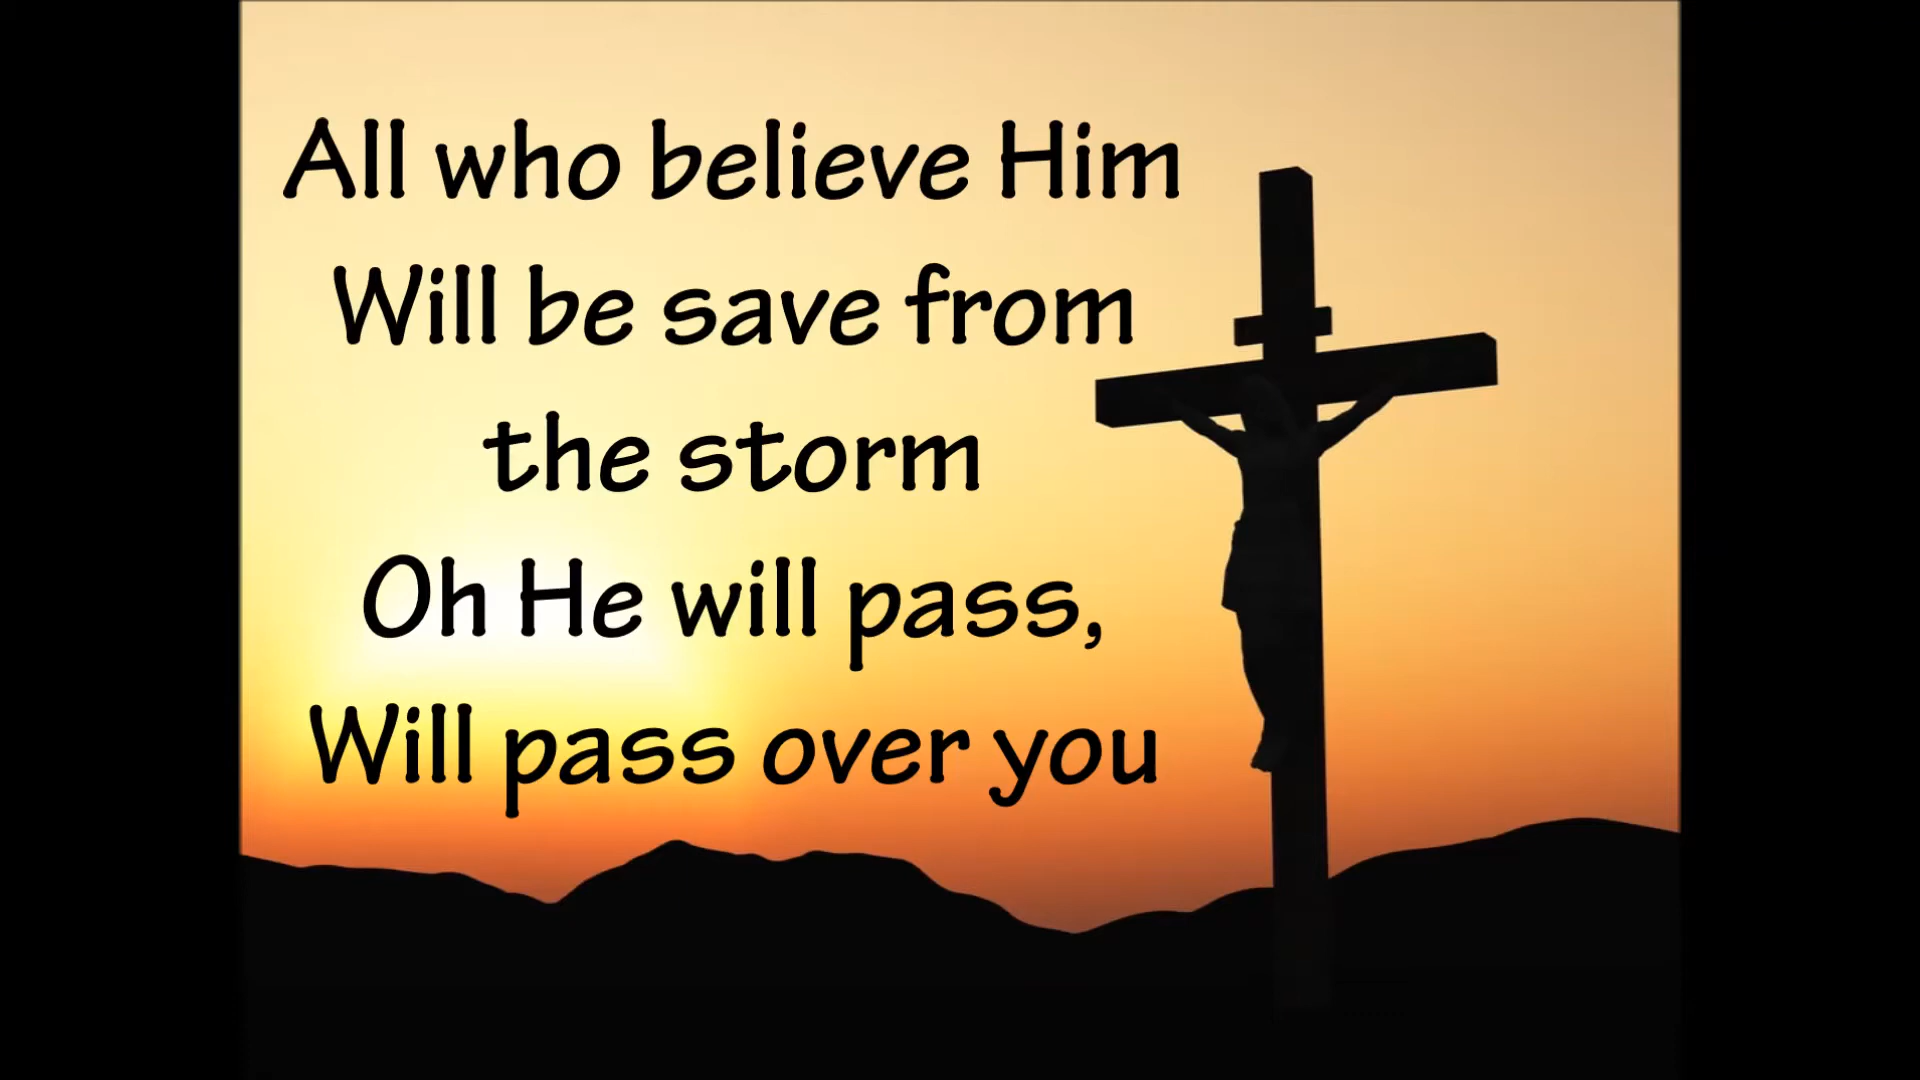 All who believe Him
Will be save from
the storm
Oh He will pass,
Will pass over you